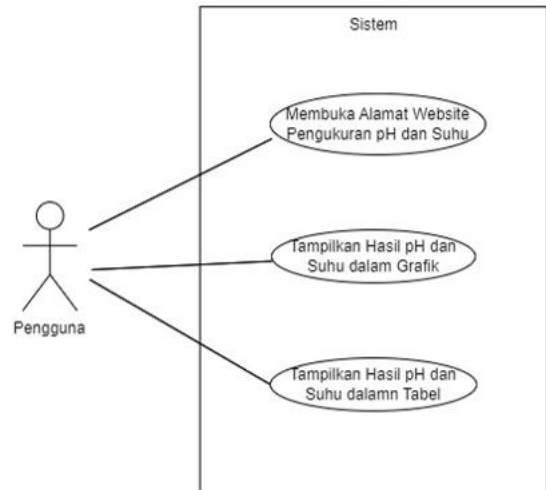 Sistem
Membuka Alamat Website
Pengukuran pH dan Suhu
Tampilkan Hasil pH dan
Suhu dalam Grafik
Pengguna
Tampilkan Hasil pH dan
Suhu dalamn Tabel